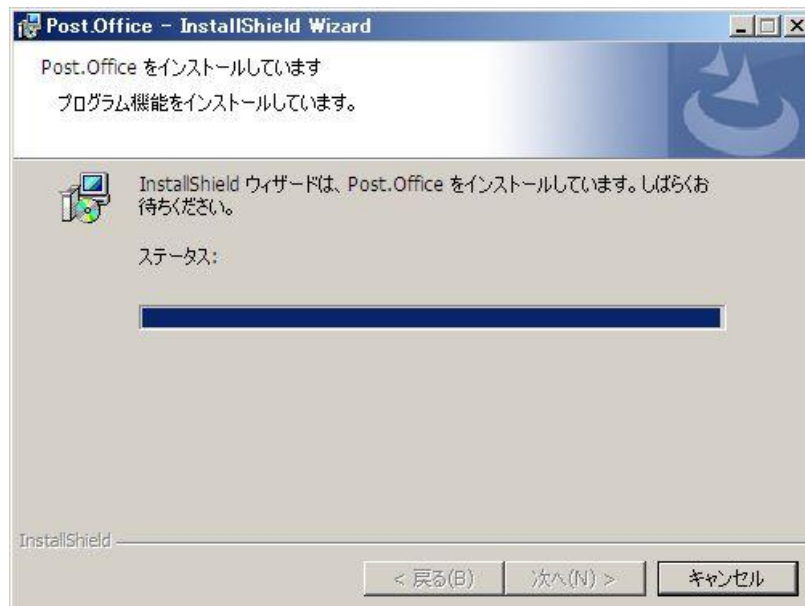 Post.Office - InstallShield Wizard
Post.Office をインストールしています
プログラム機能をインストールしています。
InstallShield ウィザードは、Post.Office をインストールしています。しばらくお
待ちください。
ステータス:
InstallShield
< 戻る(B) 次へ(N) > キャンセル